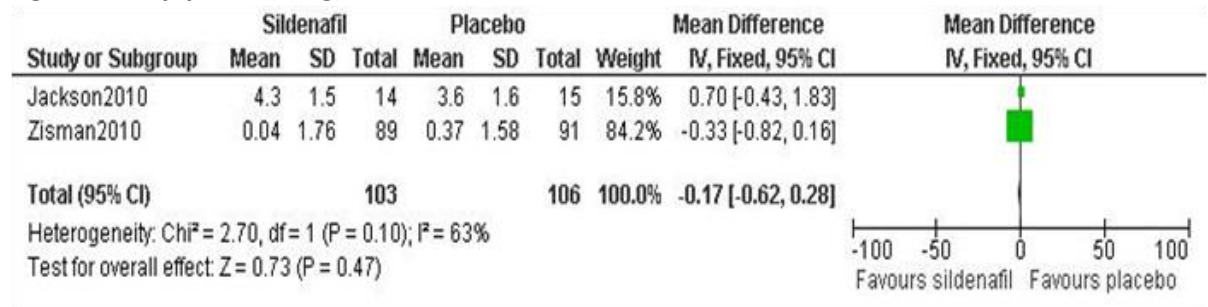 Sildenafil Placebo Mean Difference Mean Difference
Study or Subgroup Mean SD Total Mean SD Total Weight IV, Fixed, 95% CI IV, Fixed, 95% CI
Jackson2010 4.3 1.5 14 3.6 1.6 15 15.8% 0.70 [-0.43, 1.83]
Zisman2010 0.04 1.76 89 0.37 1.58 91 84.2% -0.33 [-0.82, 0.16]
Total (95% CI) 103 106 100.0% -0.17 [-0.62, 0.28]
Heterogeneity: Chi² = 2.70, df = 1 (P = 0.10); I² = 63%
Test for overall effect: Z = 0.73 (P = 0.47)
-100 -50 0 50 100
Favours sildenafil Favours placebo